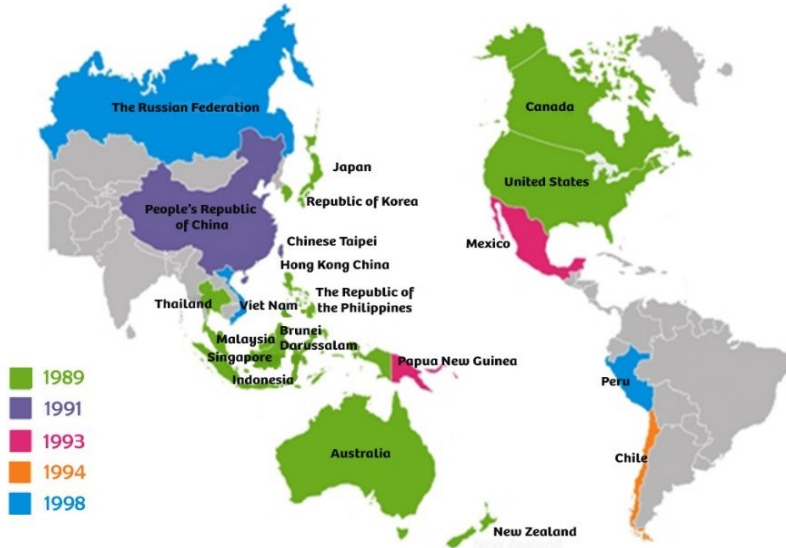 The Russian Federation
Canada
Japan
United States
Republic of Korea
People's Republic
of China
Chinese Taipei
Mexico
Hong Kong China
Thailand
Viet Nam
The Republic of
the Philippines
Malaysia
Brunei
Darussalam
Singapore
Indonesia
Papua New Guinea
Peru
1989
1991
1993
1994
1998
Australia
Chile
New Zealand